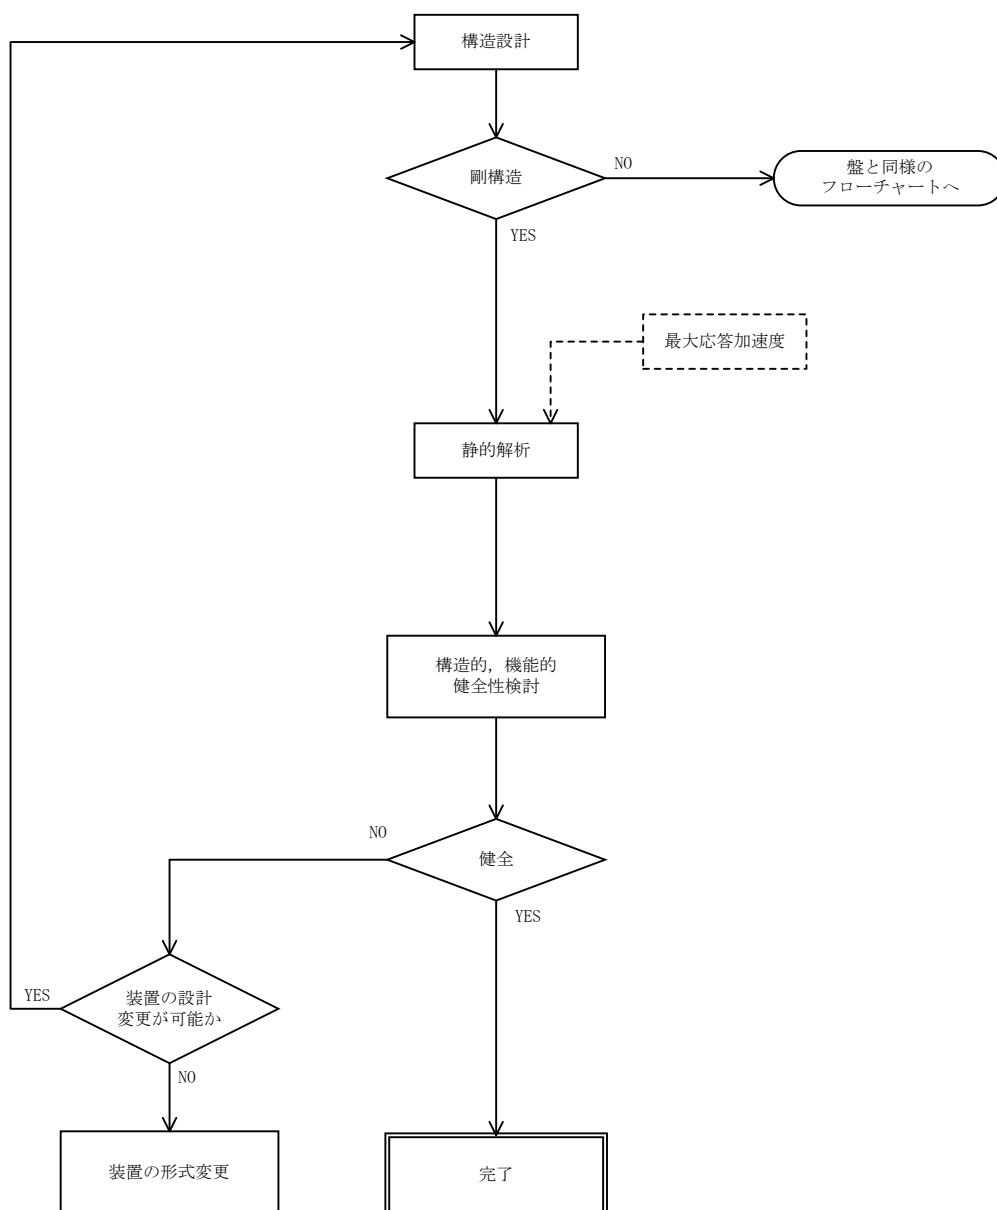 構造設計
剛構造
NO
盤と同様の
フローチャートへ
YES
最大応答加速度
静的解析
構造的，機能的
健全性検討
NO
健全
YES
YES
装置の設計
変更が可能か
NO
装置の形式変更
完了